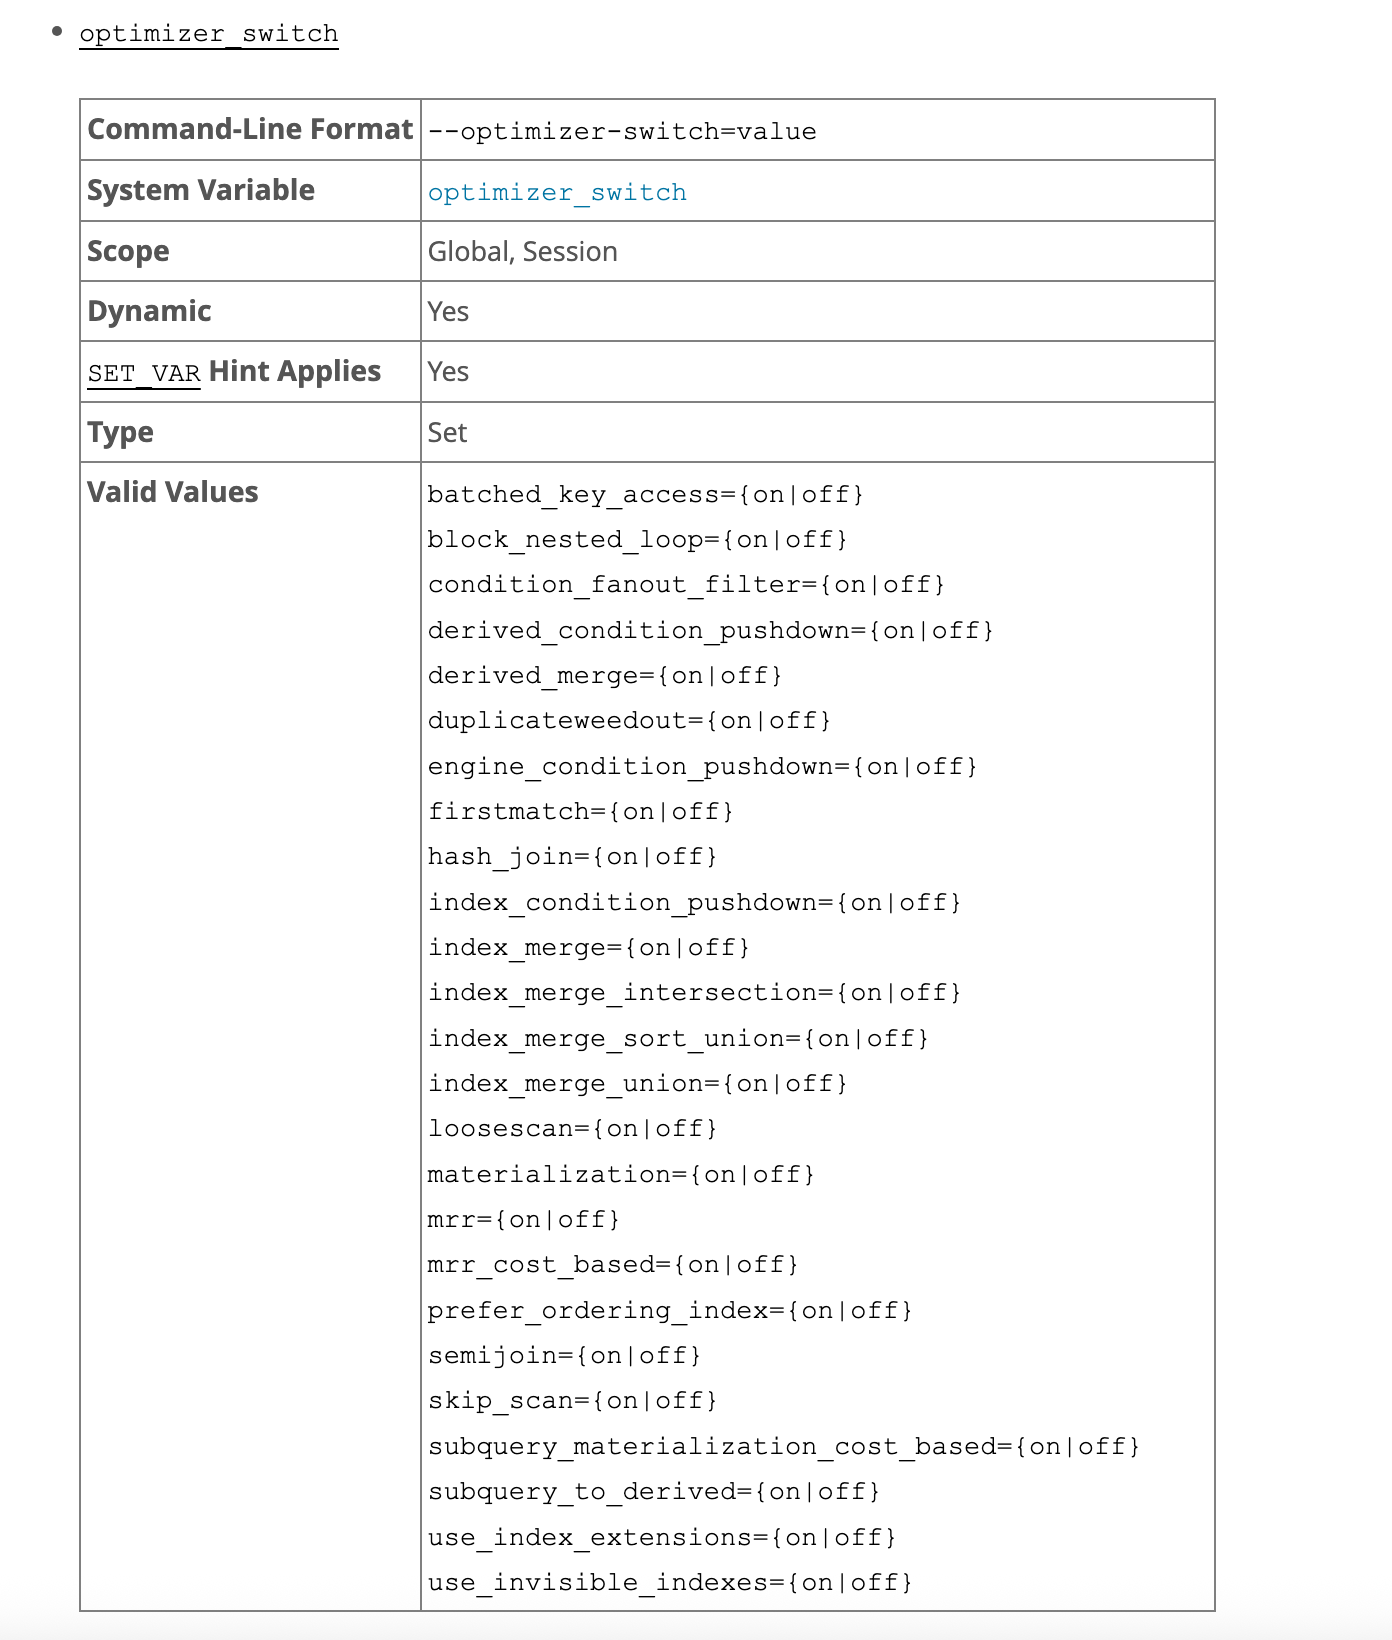 • optimizer_switch
Command-Line Format --optimizer-switch=value
System Variable optimizer_switch
Scope Global, Session
Dynamic Yes
SET_VAR Hint Applies Yes
Type Set
Valid Values batched_key_access={on|off}
block_nested_loop={on|off}
condition_fanout_filter={on|off}
derived_condition_pushdown={on|off}
derived_merge={on|off}
duplicateweedout={on|off}
engine_condition_pushdown={on|off}
firstmatch={on|off}
hash_join={on|off}
index_condition_pushdown={on|off}
index_merge={on|off}
index_merge_intersection={on|off}
index_merge_sort_union={on|off}
index_merge_union={on|off}
loosescan={on|off}
materialization={on|off}
mrr={on|off}
mrr_cost_based={on|off}
prefer_ordering_index={on|off}
semijoin={on|off}
skip_scan={on|off}
subquery_materialization_cost_based={on|off}
subquery_to_derived={on|off}
use_index_extensions={on|off}
use_invisible_indexes={on|off}